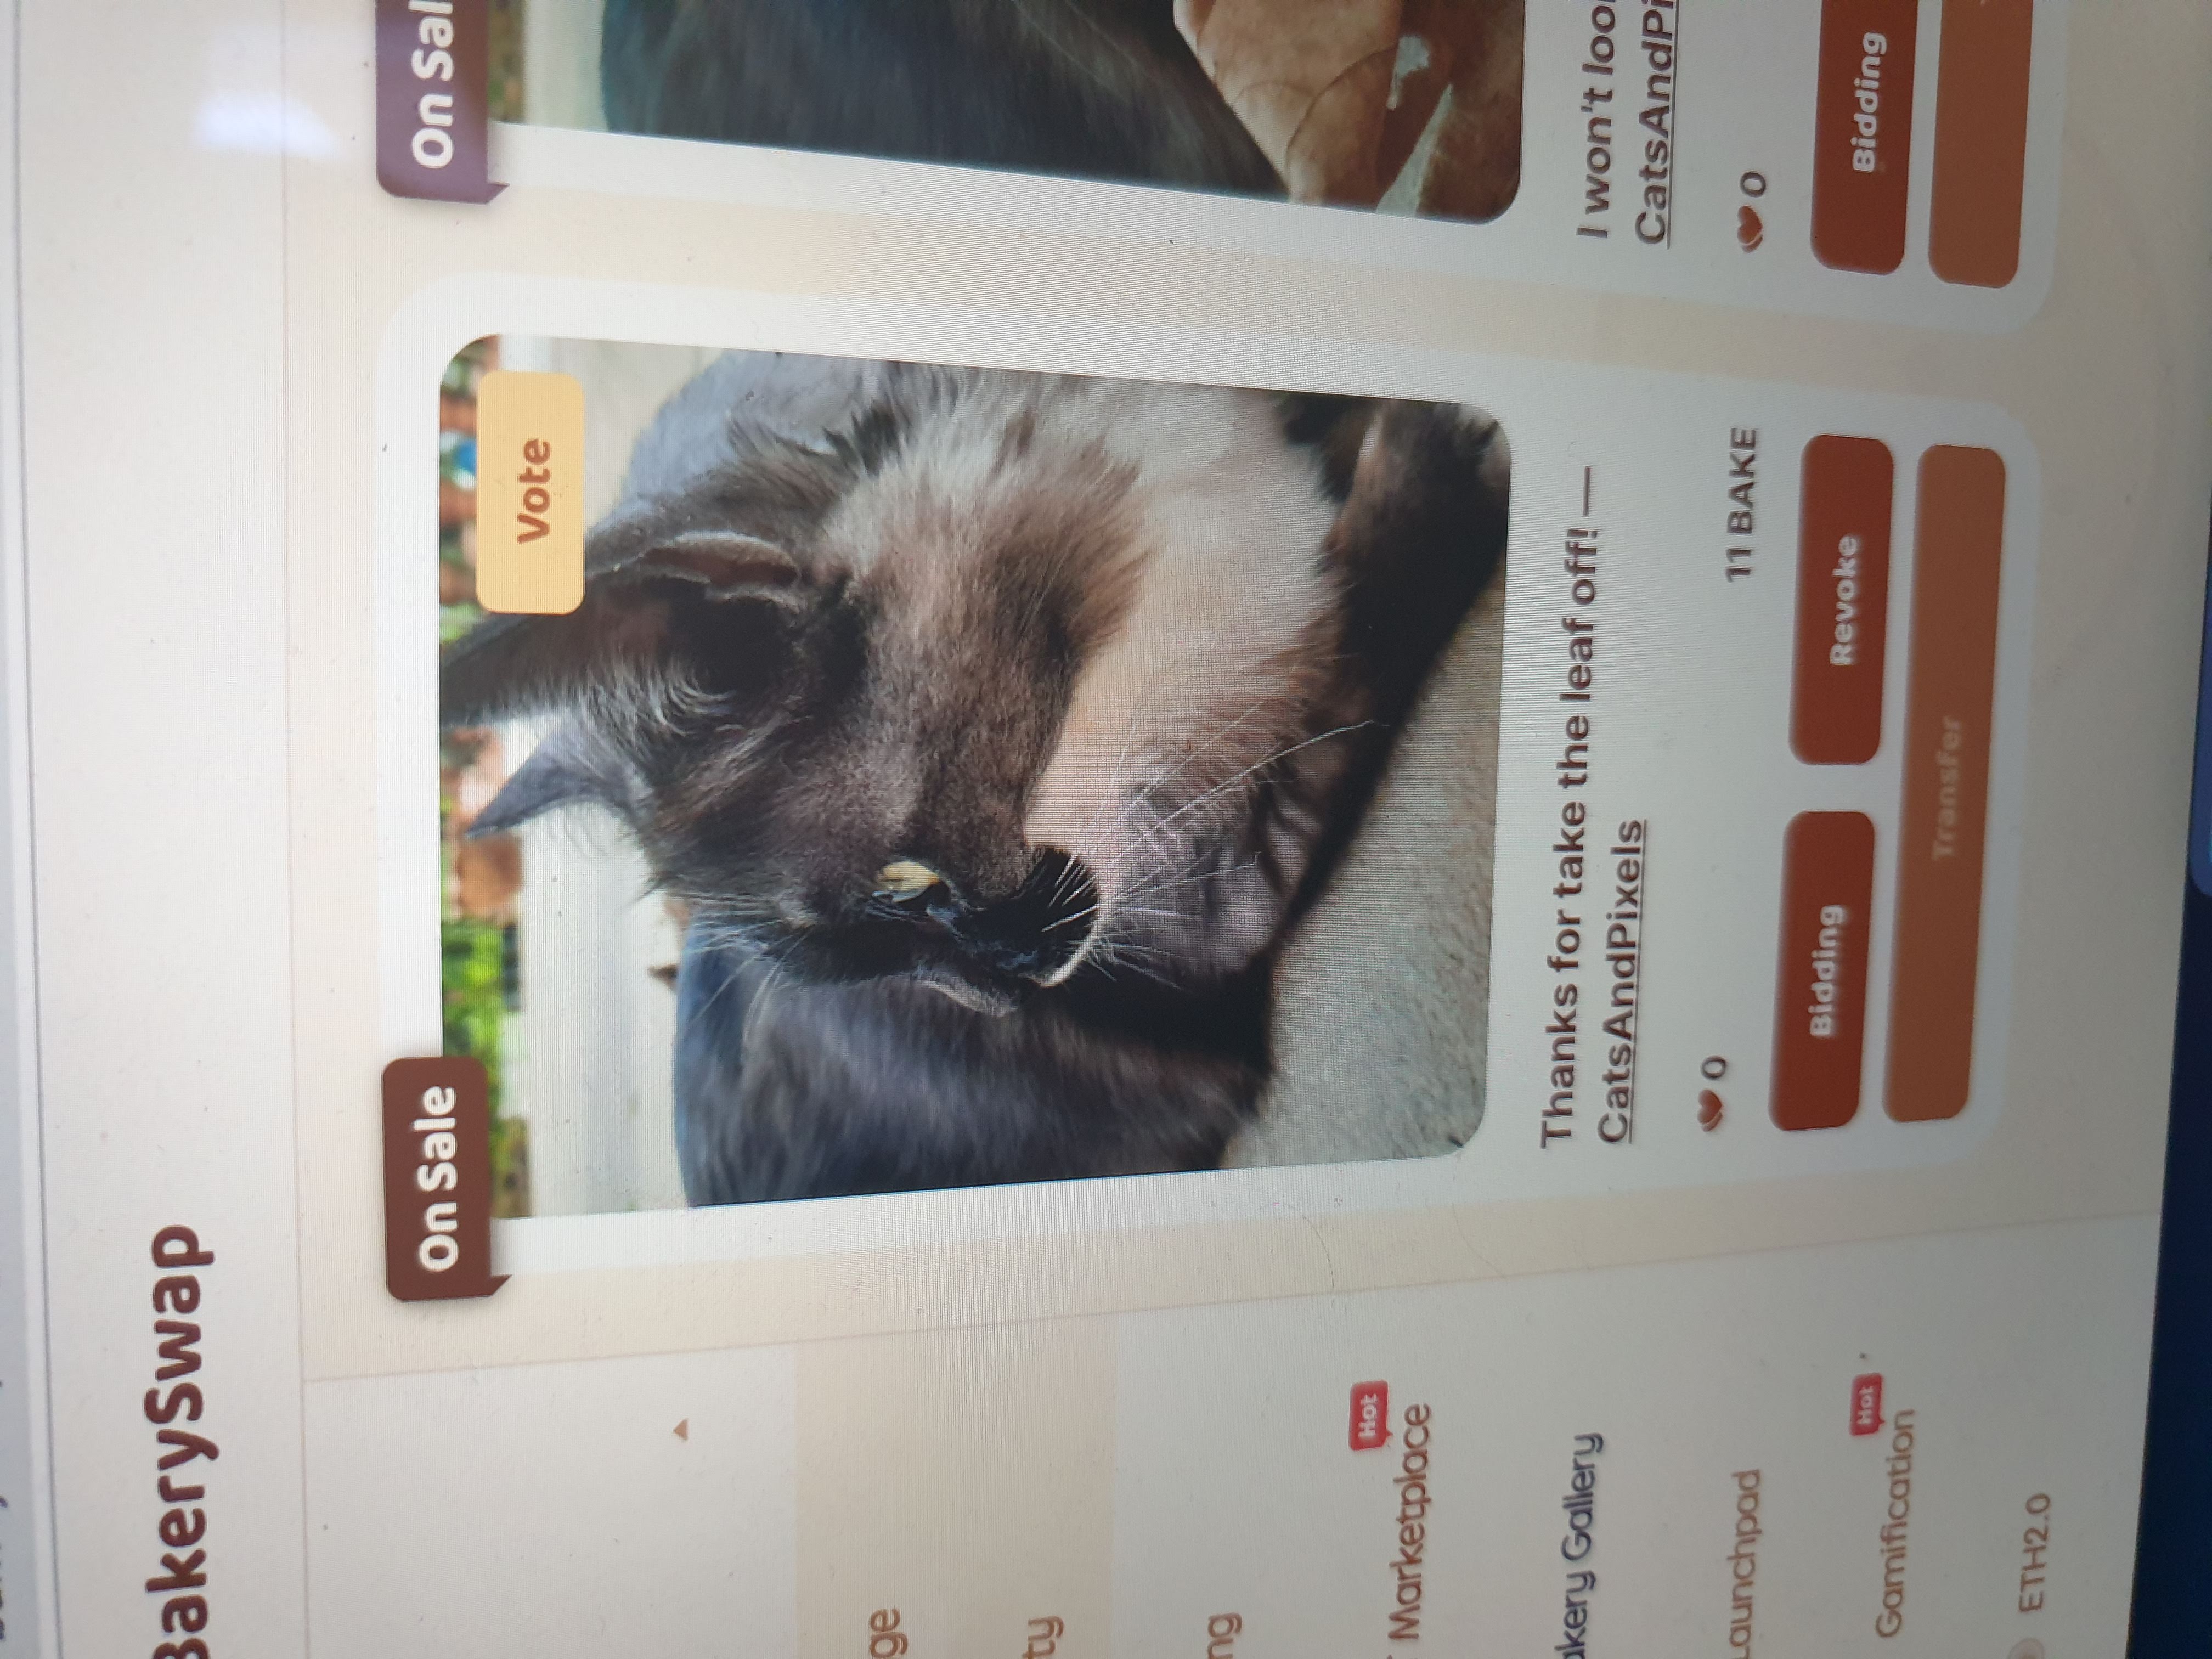 BakerySwap
On Sale
On Sal
Vote
ge
ty
ng
Hot
Marketplace
akery Gallery
Launchpad
Hot
Gamification
ETH2.0
Thanks for take the leaf off! —
CatsAndPixels
0
11 BAKE
Bidding
Revoke
Transfer
I won't loo
CatsAndPi
0
Bidding